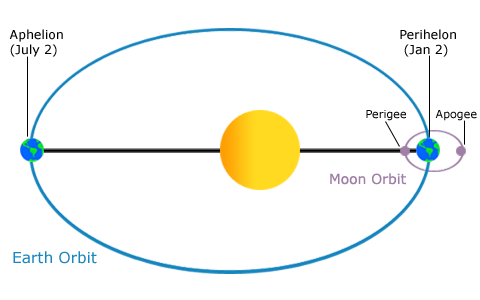 Aphelion
(July 2)
Perihelon
(Jan 2)
Perigee
Apogee
Moon Orbit
Earth Orbit